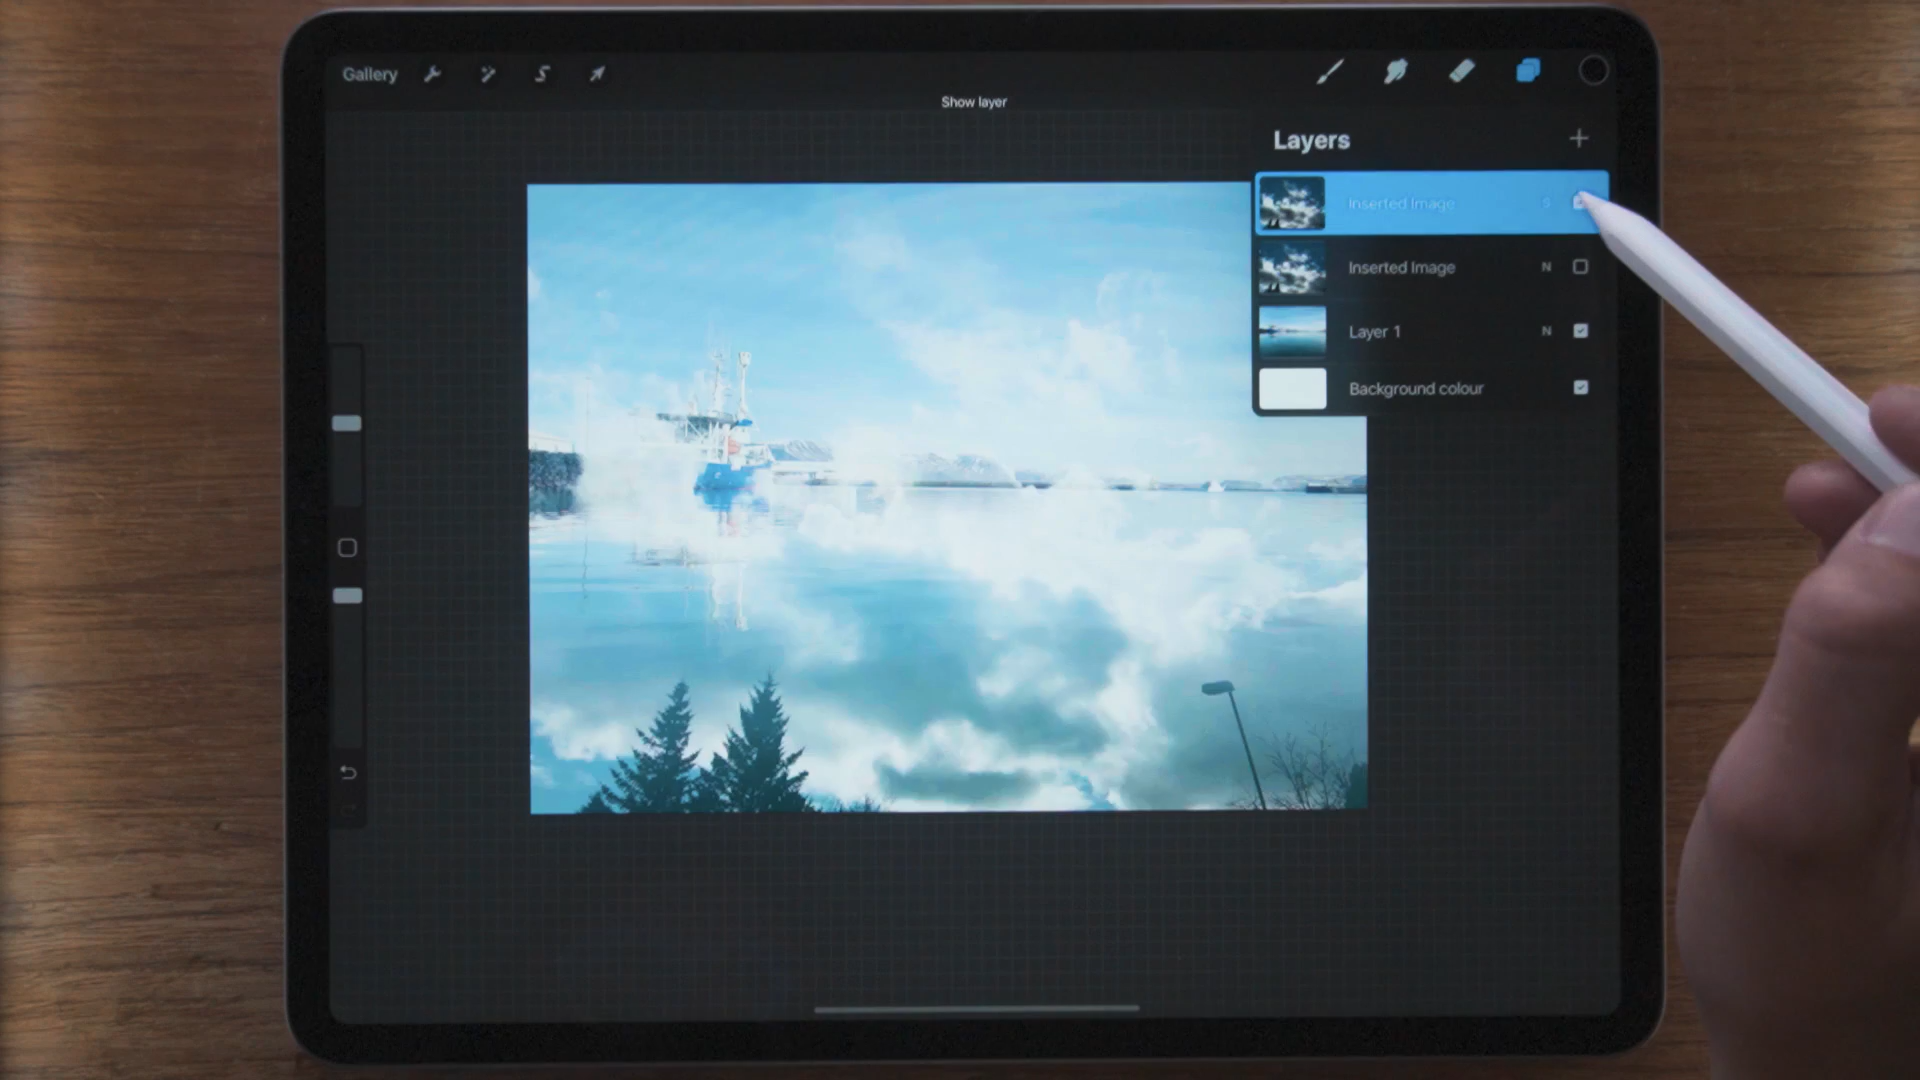 Gallery
Show layer
Layers
Inserted Image S
Inserted Image N
Layer 1 N
Background colour